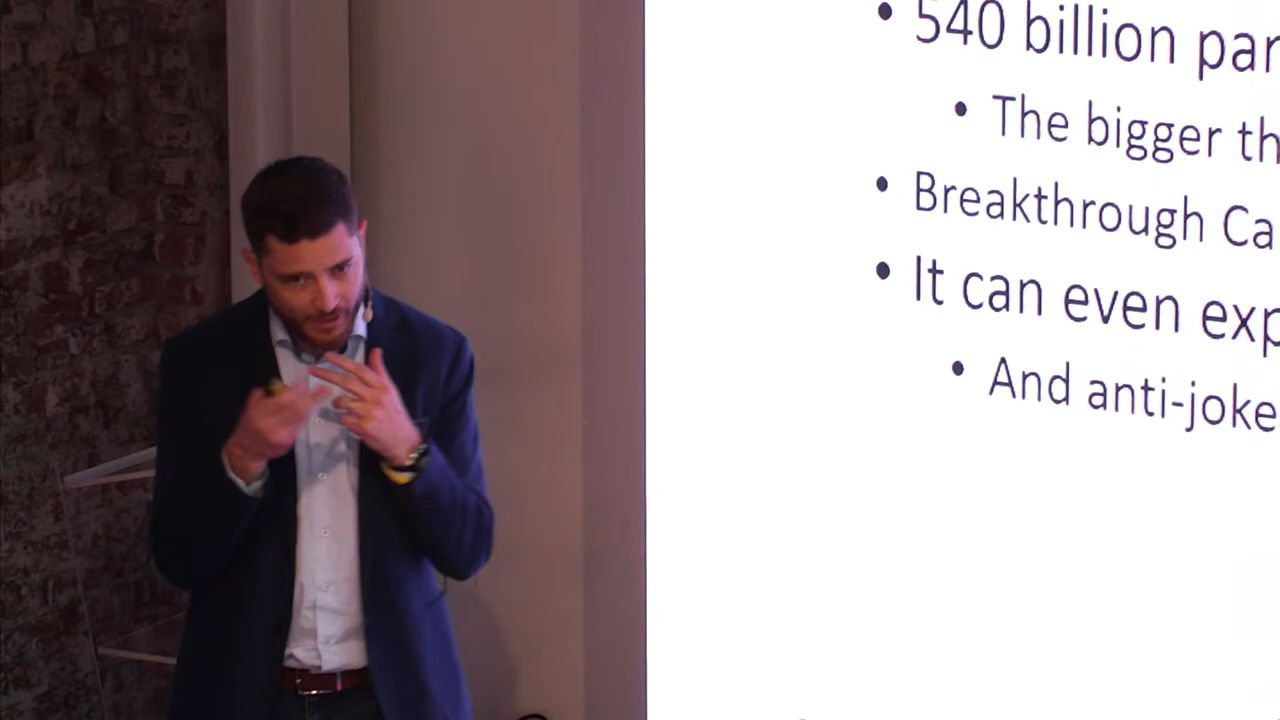 • 540 billion par
• The bigger th
• Breakthrough Ca
• It can even exp
• And anti-joke